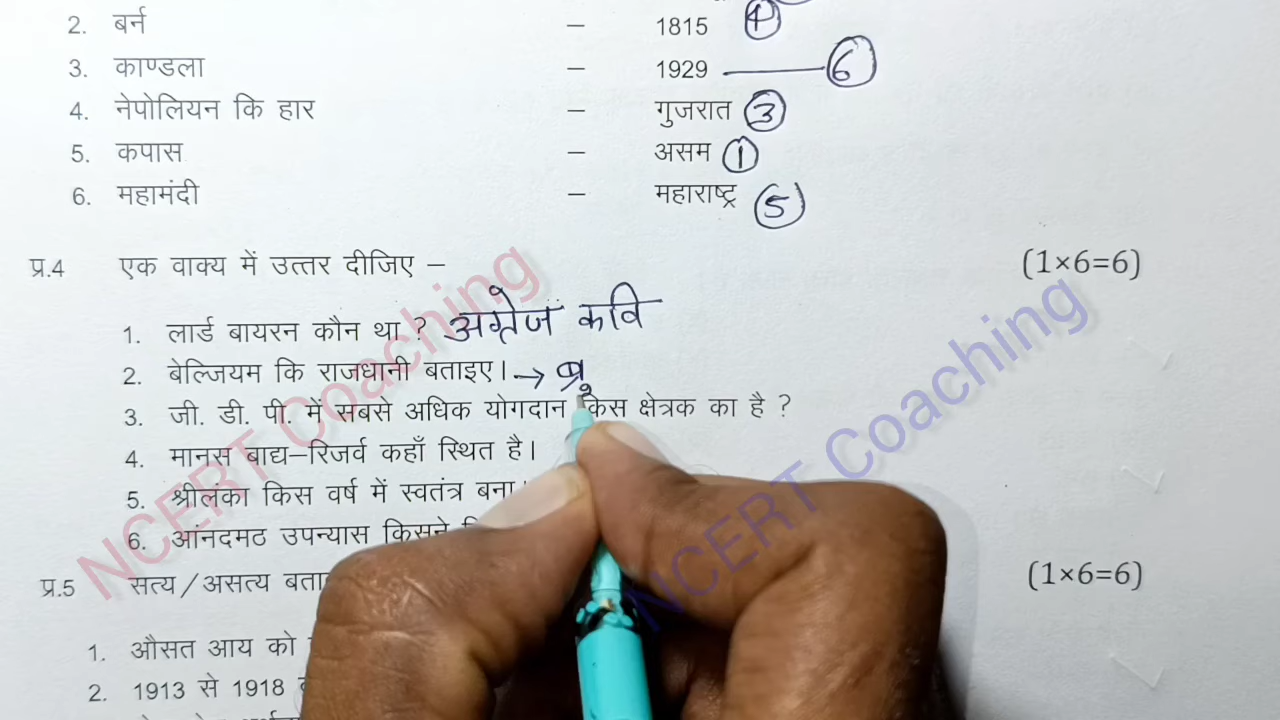 2. बर्न – 1815 4
3. काण्डला – 1929 6
4. नेपोलियन कि हार – गुजरात 3
5. कपास – असम 1
6. महामंदी – महाराष्ट्र 5
प्र.4 एक वाक्य में उत्तर दीजिए – (1×6=6)
1. लार्ड बायरन कौन था ? अग्रेज कवि
2. बेल्जियम कि राजधानी बताइए। →
3. जी. डी. पी. में सबसे अधिक योगदान किस क्षेत्रक का है ?
4. मानस बाद्य–रिजर्व कहाँ स्थित है।
5. श्रीलंका किस वर्ष में स्वतंत्र बना
6. आंनदमठ उपन्यास किसने
प्र.5 सत्य/असत्य (1×6=6)
1. औसत आय को
2. 1913 से 1918
NCERT Coaching
NCERT Coaching